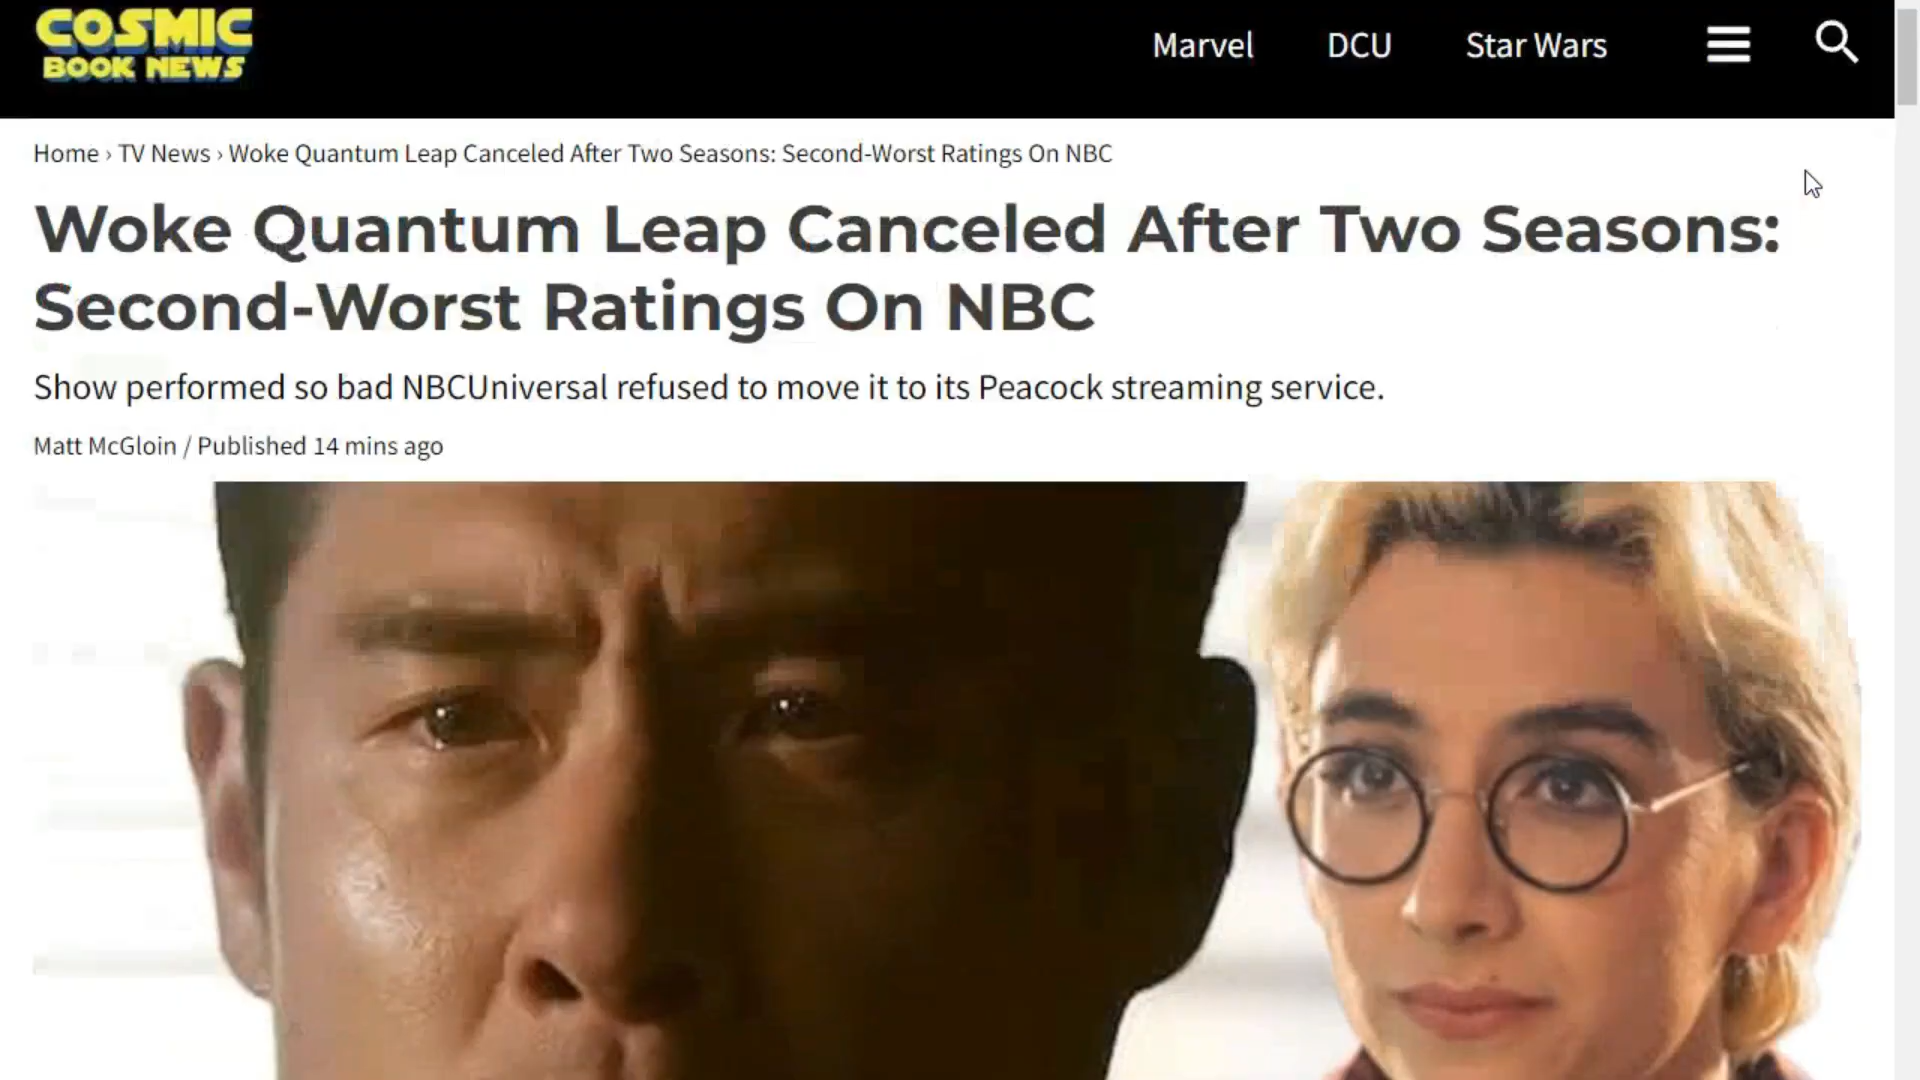 COSMIC
BOOK NEWS
Marvel DCU Star Wars
Home › TV News › Woke Quantum Leap Canceled After Two Seasons: Second-Worst Ratings On NBC
Woke Quantum Leap Canceled After Two Seasons:
Second-Worst Ratings On NBC
Show performed so bad NBCUniversal refused to move it to its Peacock streaming service.
Matt McGloin / Published 14 mins ago